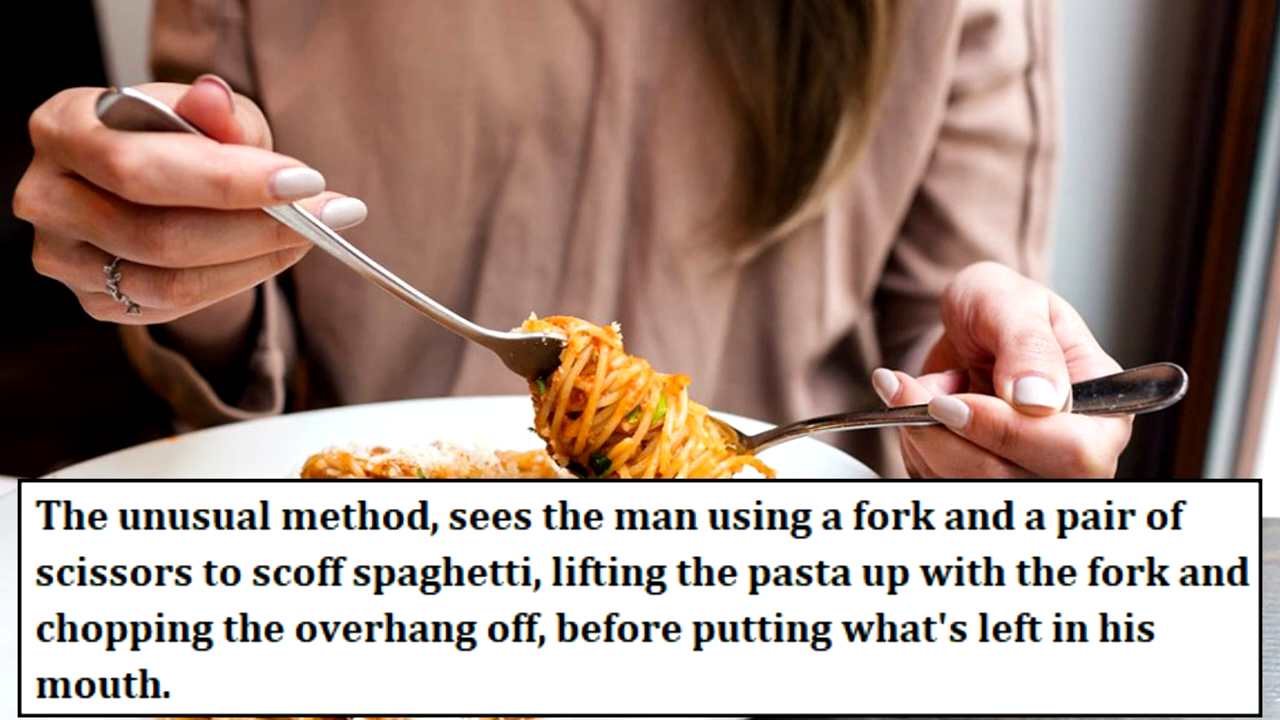 The unusual method, sees the man using a fork and a pair of
scissors to scoff spaghetti, lifting the pasta up with the fork and
chopping the overhang off, before putting what's left in his
mouth.